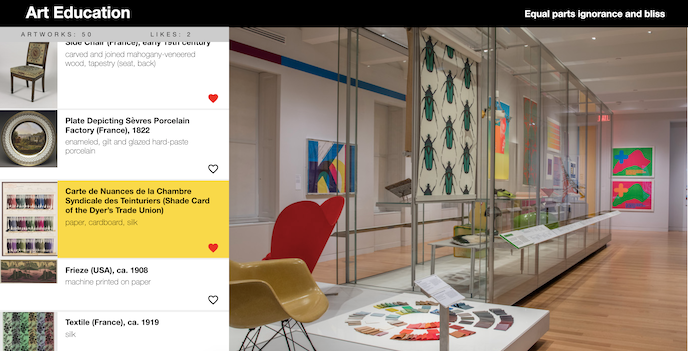 Art Education
Equal parts ignorance and bliss
ARTWORKS: 50 LIKES: 2
Side Chair (France), early 19th century
carved and joined mahogany-veneered
wood, tapestry (seat, back)
Plate Depicting Sèvres Porcelain
Factory (France), 1822
enameled, gilt and glazed hard-paste
porcelain
Carte de Nuances de la Chambre
Syndicale des Teinturiers (Shade Card
of the Dyer's Trade Union)
paper, cardboard, silk
Frieze (USA), ca. 1908
machine printed on paper
Textile (France), ca. 1919
silk